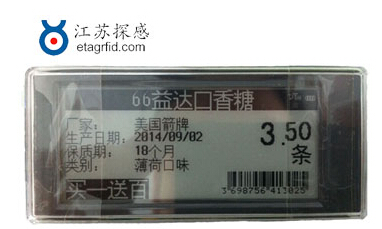 江苏探感
etagrfid.com
66益达口香糖
厂家： 美国箭牌
生产日期： 2014/09/02
保质期： 18个月
类别： 薄荷口味
3.50
条
买一送百
3698756411025